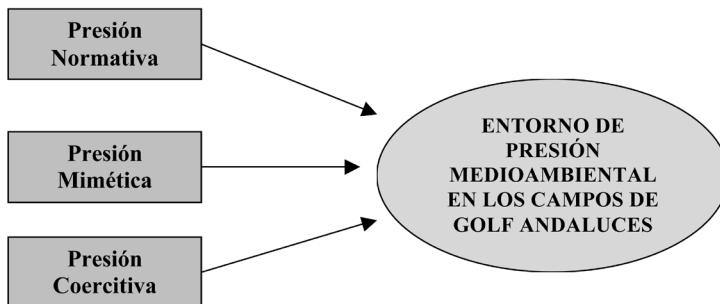 Presión
Normativa
Presión
Mimética
Presión
Coercitiva
ENTORNO DE
PRESIÓN
MEDIOAMBIENTAL
EN LOS CAMPOS DE
GOLF ANDALUCES